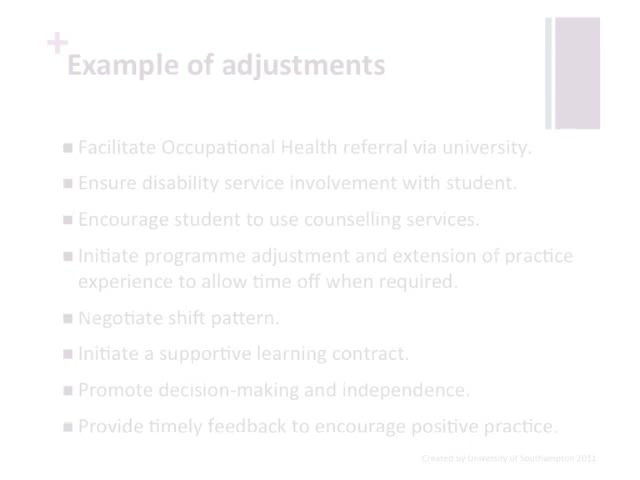 +
Example of adjustments
■ Facilitate Occupational Health referral via university.
■ Ensure disability service involvement with student.
■ Encourage student to use counselling services.
■ Initiate programme adjustment and extension of practice
experience to allow time off when required.
■ Negotiate shift pattern.
■ Initiate a supportive learning contract.
■ Promote decision-making and independence.
■ Provide timely feedback to encourage positive practice.
Created by University of Southampton 2011